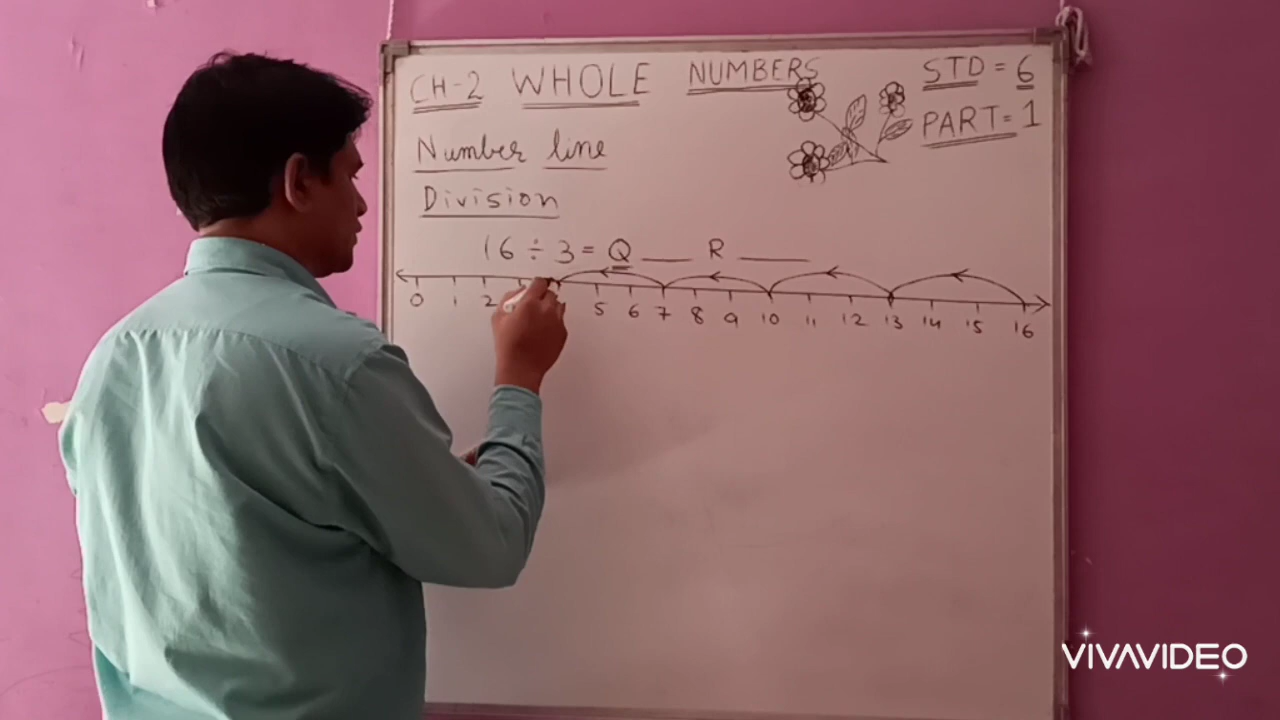 CH-2 WHOLE NUMBERS STD = 6
PART = 1
Number line
Division
16 ÷ 3 = Q ___ R ____
0 1 2 5 6 7 8 9 10 11 12 13 14 15 16
VIVAVIDEO